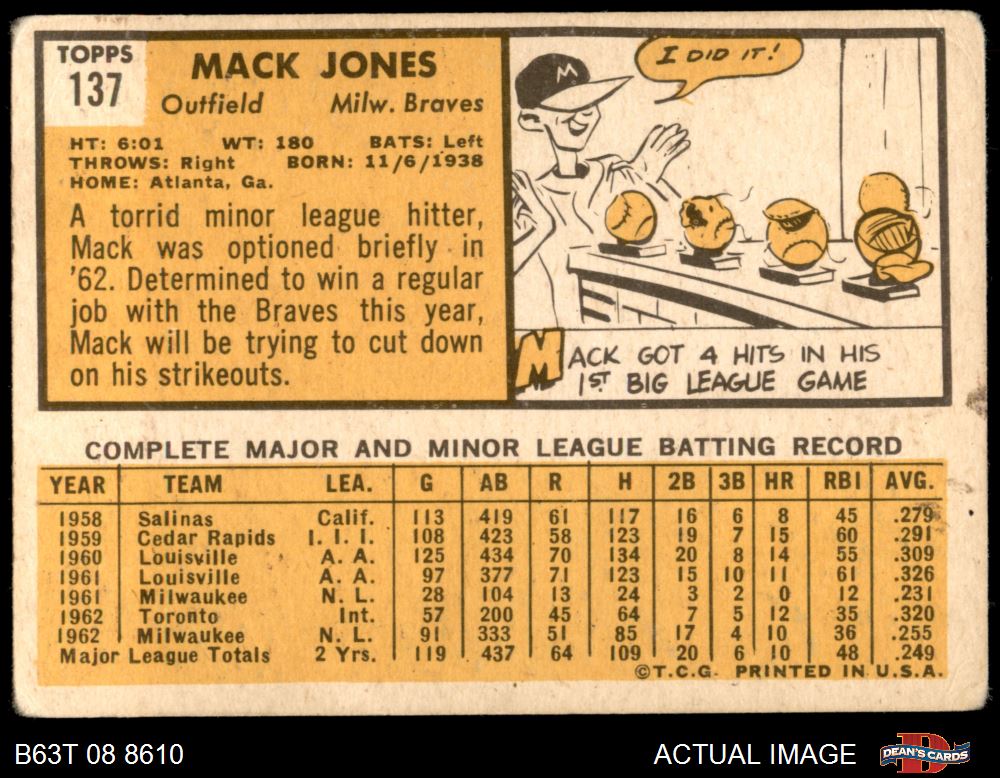 TOPPS
137
MACK JONES
Outfield Milw. Braves
HT: 6:01 WT: 180 BATS: Left
THROWS: Right BORN: 11/6/1938
HOME: Atlanta, Ga.
A torrid minor league hitter,
Mack was optioned briefly in
'62. Determined to win a regular
job with the Braves this year,
Mack will be trying to cut down
on his strikeouts.
M
I DID IT!
MACK GOT 4 HITS IN HIS
1ST BIG LEAGUE GAME
COMPLETE MAJOR AND MINOR LEAGUE BATTING RECORD
YEAR TEAM LEA. G AB R H 2B 3B HR RBI AVG.
1958 Salinas Calif. 113 419 61 117 16 6 8 45 .279
1959 Cedar Rapids I. I. I. 108 423 58 123 19 7 15 60 .291
1960 Louisville A. A. 125 434 70 134 20 8 14 55 .309
1961 Louisville A. A. 97 377 71 123 15 10 11 61 .326
1961 Milwaukee N. L. 28 104 13 24 3 2 0 12 .231
1962 Toronto Int. 57 200 45 64 7 5 12 35 .320
1962 Milwaukee N. L. 91 333 51 85 17 4 10 36 .255
Major League Totals 2 Yrs. 119 437 64 109 20 6 10 48 .249
©T.C.G. PRINTED IN U.S.A.
B63T 08 8610 ACTUAL IMAGE DEAN'S CARDS